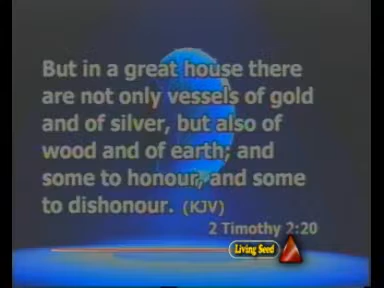 But in a great house there
are not only vessels of gold
and of silver, but also of
wood and of earth; and
some to honour, and some
to dishonour. (KJV)
2 Timothy 2:20
Living Seed